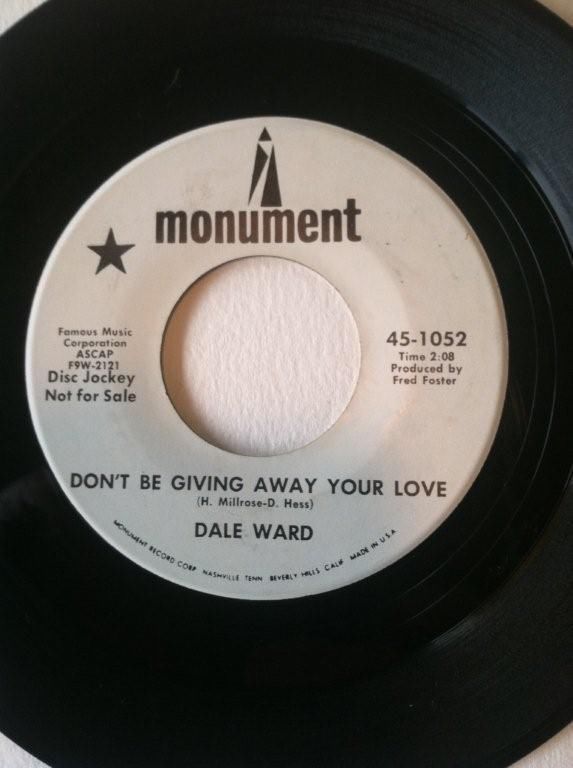 monument
Famous Music
Corporation
ASCAP
F9W-2121
Disc Jockey
Not for Sale
45-1052
Time 2:08
Produced by
Fred Foster
DON'T BE GIVING AWAY YOUR LOVE
(H. Millrose-D. Hess)
DALE WARD
MONUMENT RECORD CORP NASHVILLE TENN BEVERLY HILLS CALIF MADE IN U.S.A